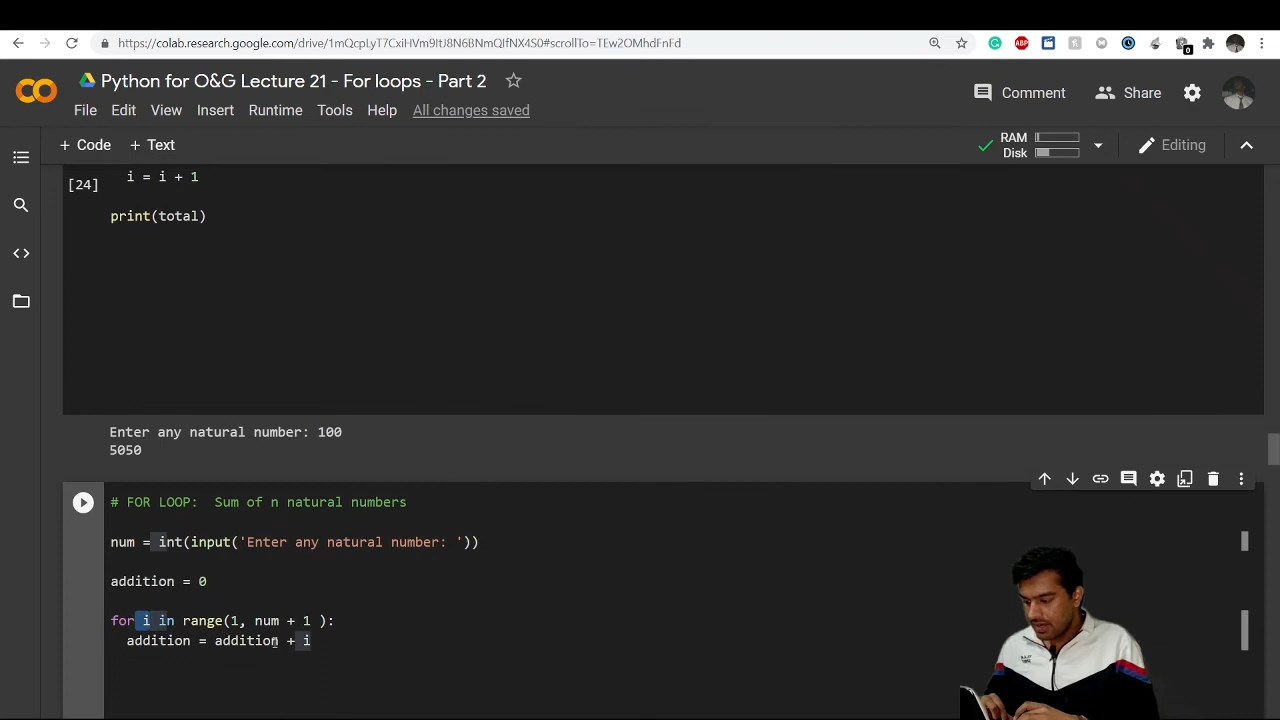 https://colab.research.google.com/drive/1mQcpLyT7CxiHVm9ItJ8N6BNmQIfNX4S0#scrollTo=TEw2OMhdFnFd
Python for O&G Lecture 21 - For loops - Part 2
File Edit View Insert Runtime Tools Help All changes saved
Comment Share
+ Code + Text
RAM
Disk
Editing
i = i + 1
[24]
print(total)
Enter any natural number: 100
5050
# FOR LOOP: Sum of n natural numbers
num = int(input('Enter any natural number: '))
addition = 0
for i in range(1, num + 1 ):
addition = addition + i